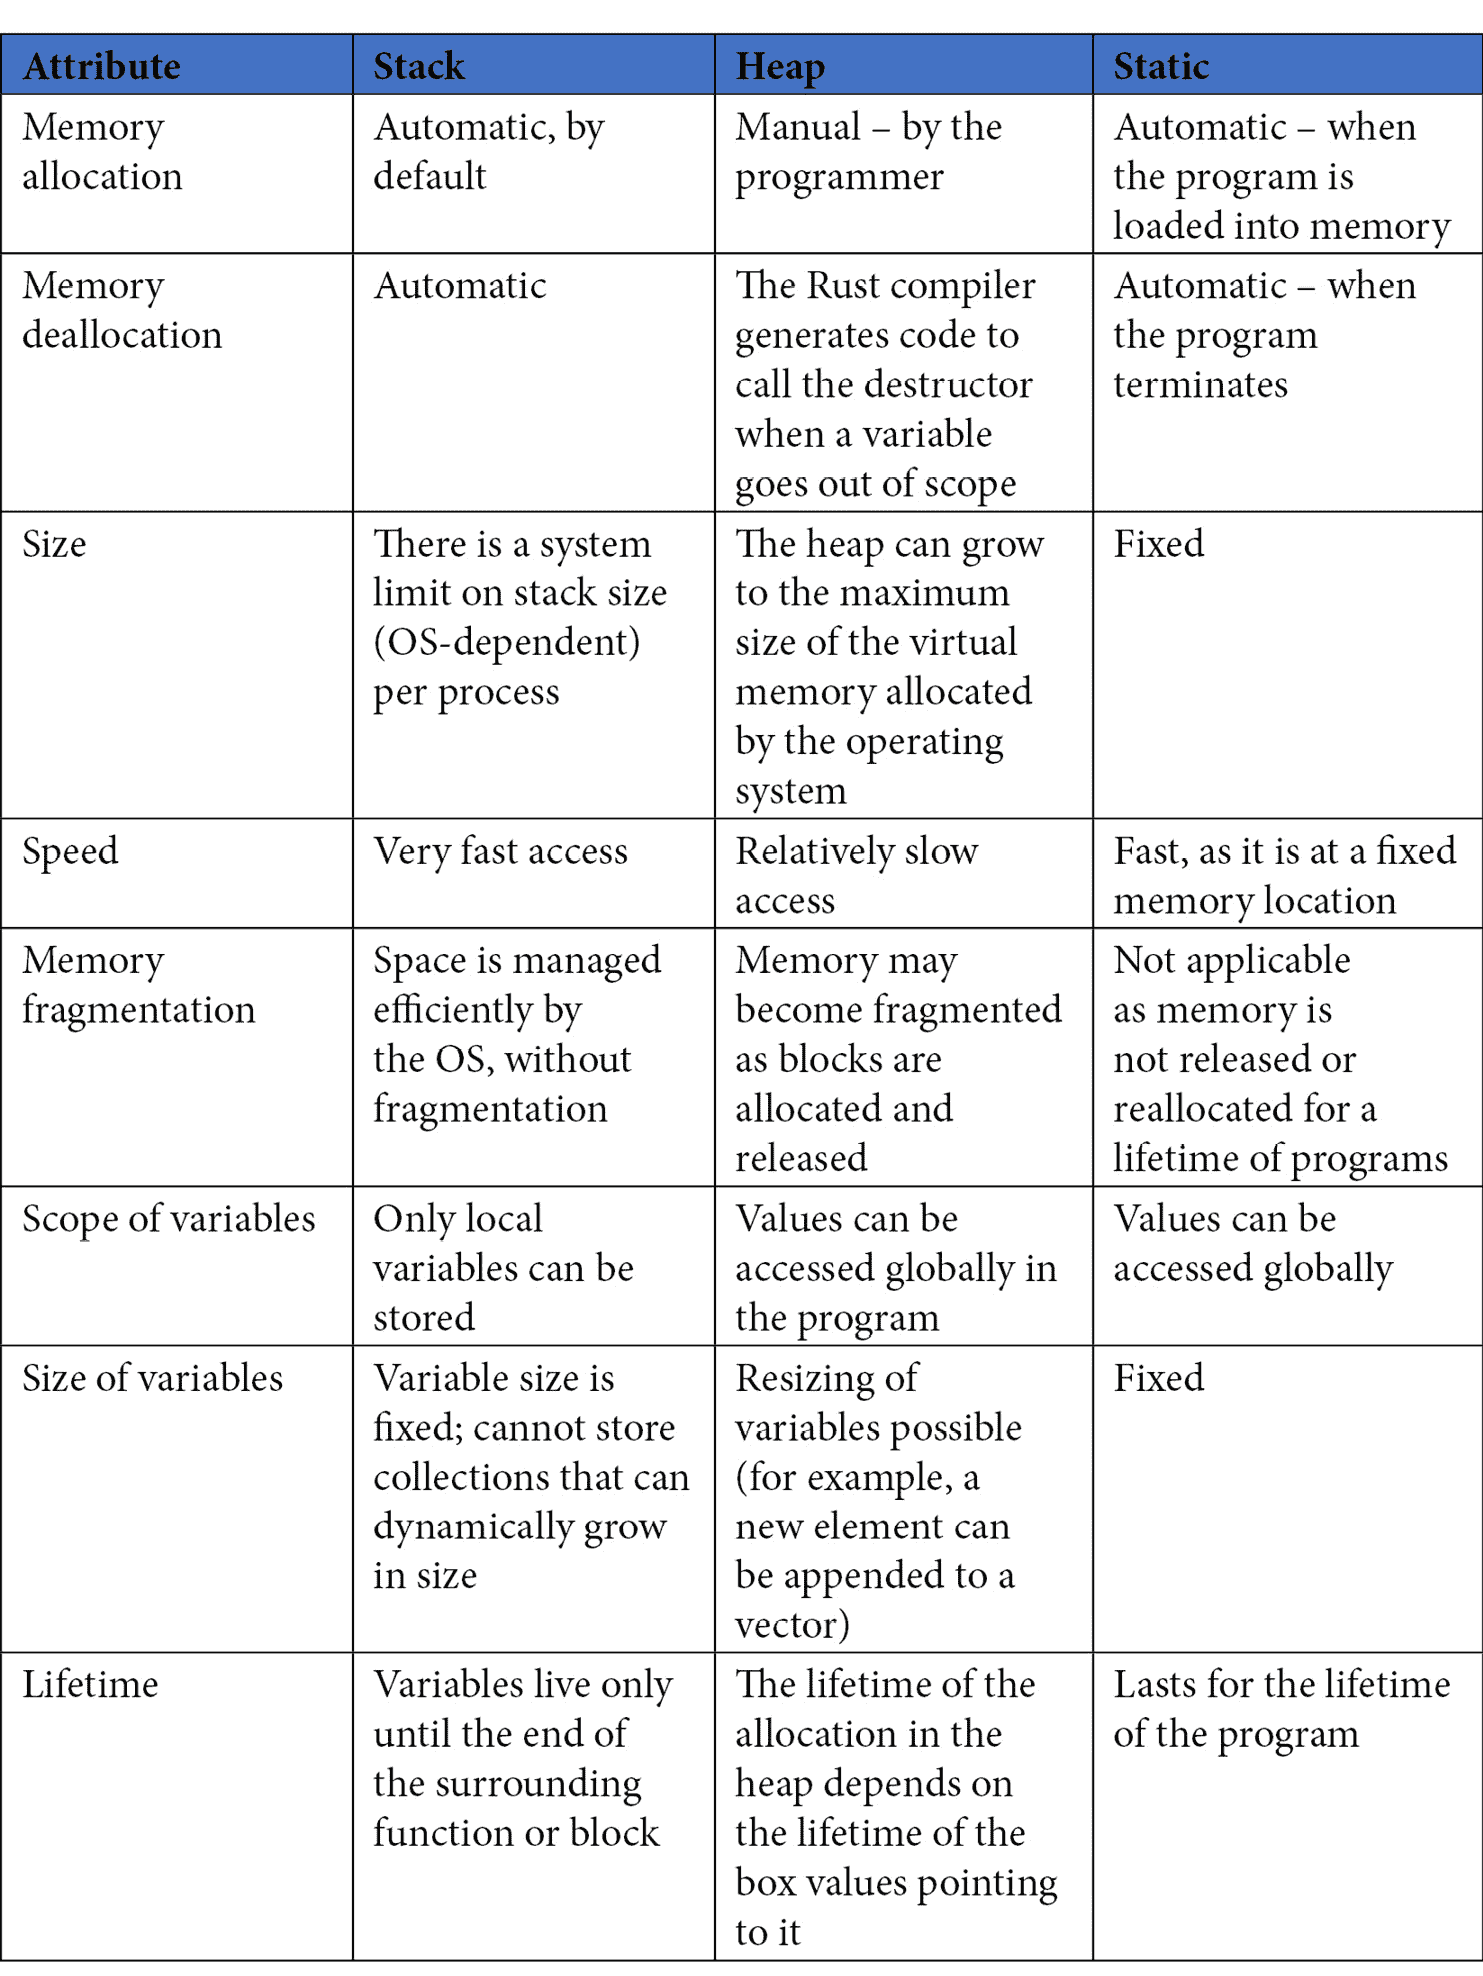 Attribute
Stack
Heap
Static
Memory
allocation
Automatic, by
default
Manual – by the
programmer
Automatic – when
the program is
loaded into memory
Memory
deallocation
Automatic
The Rust compiler
generates code to
call the destructor
when a variable
goes out of scope
Automatic – when
the program
terminates
Size
There is a system
limit on stack size
(OS-dependent)
per process
The heap can grow
to the maximum
size of the virtual
memory allocated
by the operating
system
Fixed
Speed
Very fast access
Relatively slow
access
Fast, as it is at a fixed
memory location
Memory
fragmentation
Space is managed
efficiently by
the OS, without
fragmentation
Memory may
become fragmented
as blocks are
allocated and
released
Not applicable
as memory is
not released or
reallocated for a
lifetime of programs
Scope of variables
Only local
variables can be
stored
Values can be
accessed globally in
the program
Values can be
accessed globally
Size of variables
Variable size is
fixed; cannot store
collections that can
dynamically grow
in size
Resizing of
variables possible
(for example, a
new element can
be appended to a
vector)
Fixed
Lifetime
Variables live only
until the end of
the surrounding
function or block
The lifetime of the
allocation in the
heap depends on
the lifetime of the
box values pointing
to it
Lasts for the lifetime
of the program